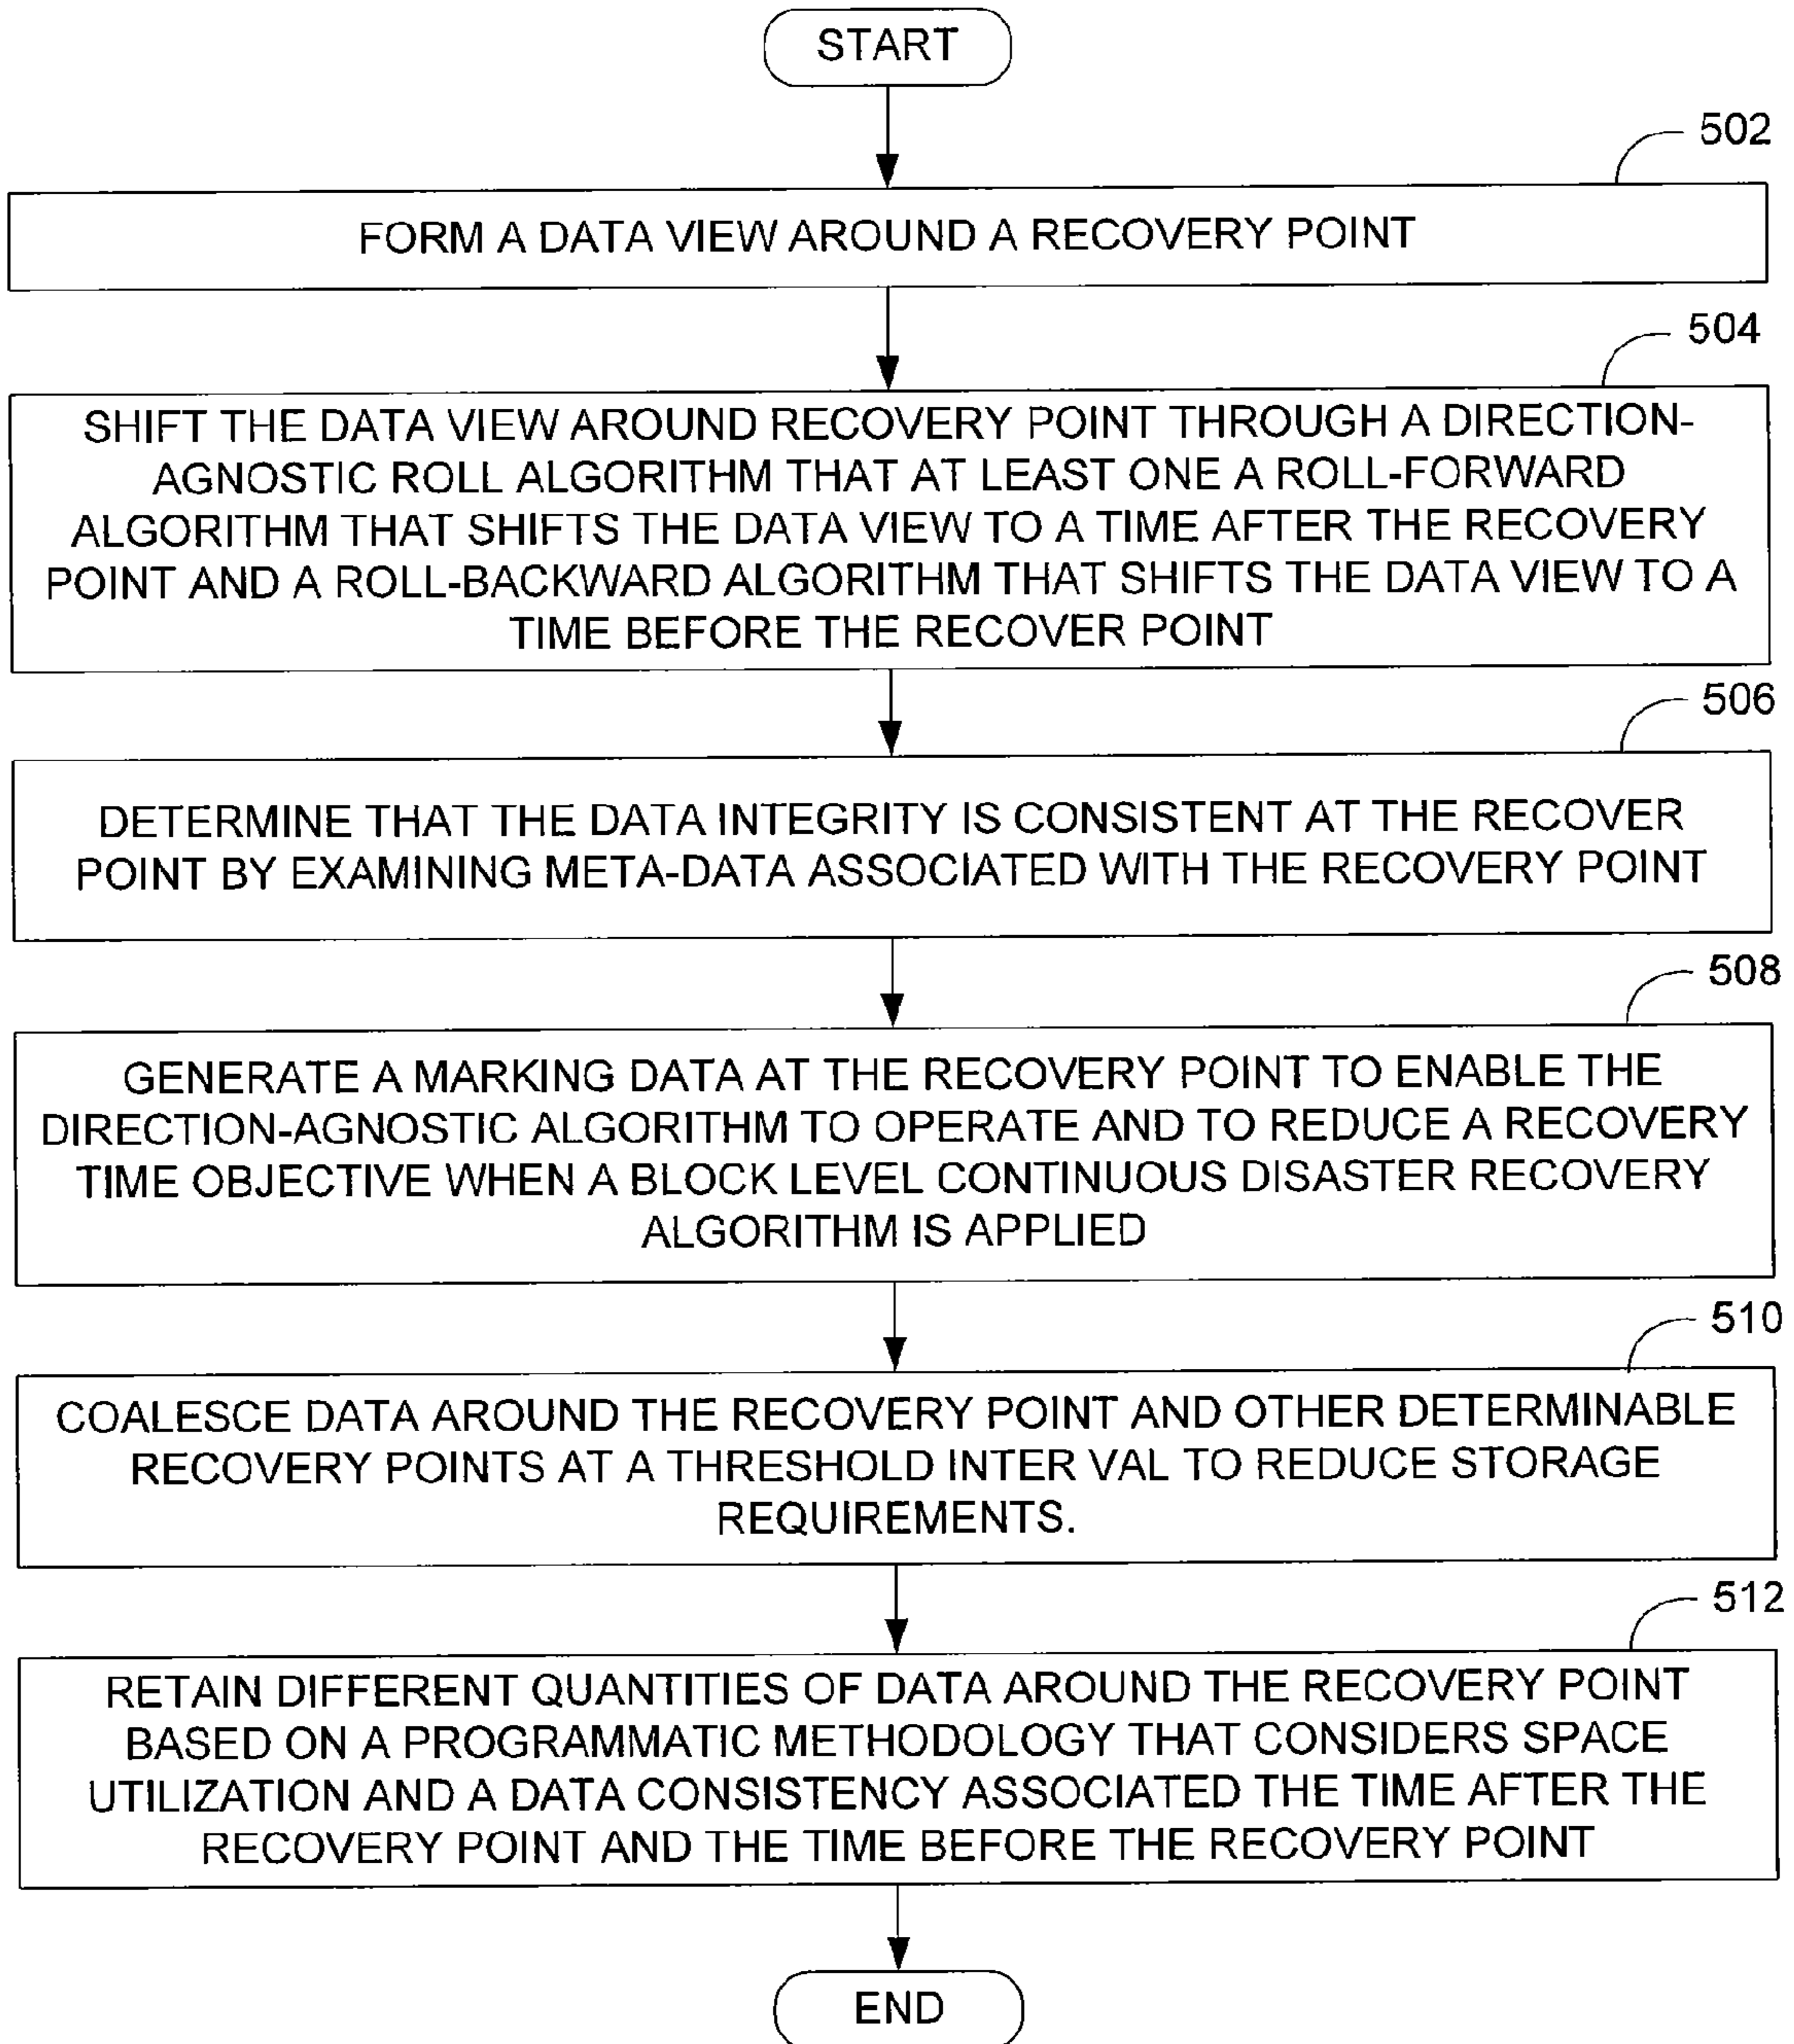 START
502
FORM A DATA VIEW AROUND A RECOVERY POINT
504
SHIFT THE DATA VIEW AROUND RECOVERY POINT THROUGH A DIRECTION-
AGNOSTIC ROLL ALGORITHM THAT AT LEAST ONE A ROLL-FORWARD
ALGORITHM THAT SHIFTS THE DATA VIEW TO A TIME AFTER THE RECOVERY
POINT AND A ROLL-BACKWARD ALGORITHM THAT SHIFTS THE DATA VIEW TO A
TIME BEFORE THE RECOVER POINT
506
DETERMINE THAT THE DATA INTEGRITY IS CONSISTENT AT THE RECOVER
POINT BY EXAMINING META-DATA ASSOCIATED WITH THE RECOVERY POINT
508
GENERATE A MARKING DATA AT THE RECOVERY POINT TO ENABLE THE
DIRECTION-AGNOSTIC ALGORITHM TO OPERATE AND TO REDUCE A RECOVERY
TIME OBJECTIVE WHEN A BLOCK LEVEL CONTINUOUS DISASTER RECOVERY
ALGORITHM IS APPLIED
510
COALESCE DATA AROUND THE RECOVERY POINT AND OTHER DETERMINABLE
RECOVERY POINTS AT A THRESHOLD INTER VAL TO REDUCE STORAGE
REQUIREMENTS.
512
RETAIN DIFFERENT QUANTITIES OF DATA AROUND THE RECOVERY POINT
BASED ON A PROGRAMMATIC METHODOLOGY THAT CONSIDERS SPACE
UTILIZATION AND A DATA CONSISTENCY ASSOCIATED THE TIME AFTER THE
RECOVERY POINT AND THE TIME BEFORE THE RECOVERY POINT
END